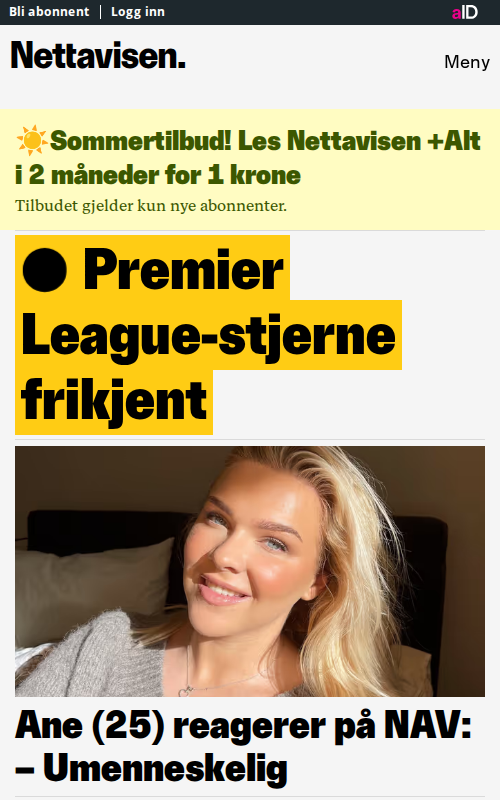 Bli abonnent | Logg inn
aID
Nettavisen.
Meny
☀️Sommertilbud! Les Nettavisen +Alt
i 2 måneder for 1 krone
Tilbudet gjelder kun nye abonnenter.
● Premier
League-stjerne
frikjent
Ane (25) reagerer på NAV:
– Umenneskelig